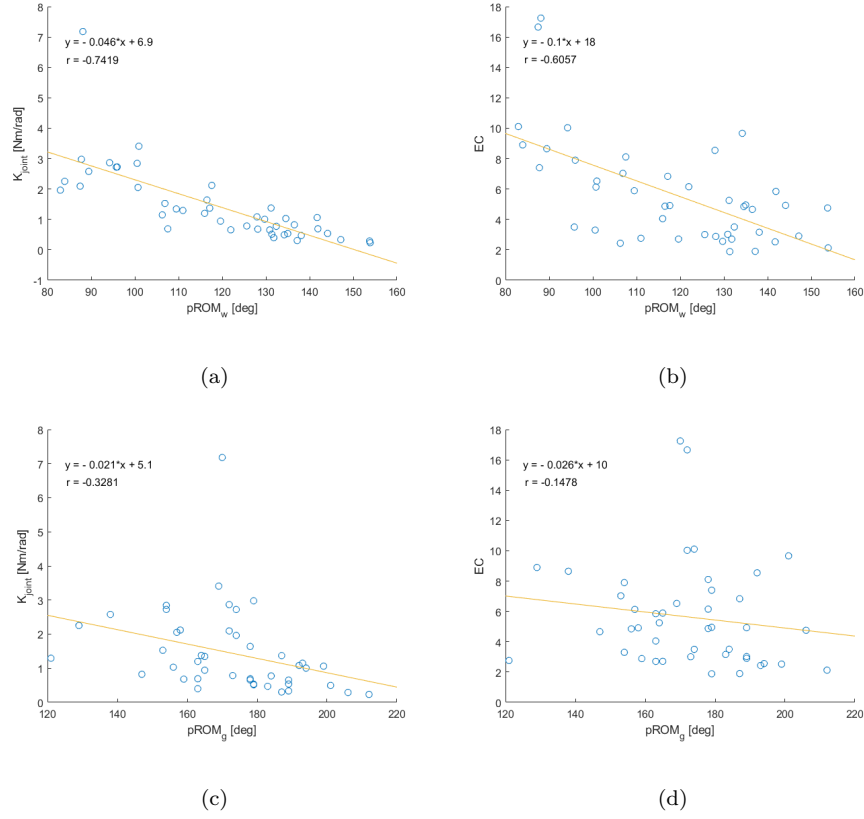 8
7
6
5
4
3
2
1
0
-1
K_joint [Nm/rad]
y = - 0.046*x + 6.9
r = -0.7419
80 90 100 110 120 130 140 150 160
pROM_w [deg]
(a)
18
16
14
12
10
8
6
4
2
0
EC
y = - 0.1*x + 18
r = -0.6057
80 90 100 110 120 130 140 150 160
pROM_w [deg]
(b)
8
7
6
5
4
3
2
1
0
K_joint [Nm/rad]
y = - 0.021*x + 5.1
r = -0.3281
120 140 160 180 200 220
pROM_g [deg]
(c)
18
16
14
12
10
8
6
4
2
0
EC
y = - 0.026*x + 10
r = -0.1478
120 140 160 180 200 220
pROM_g [deg]
(d)